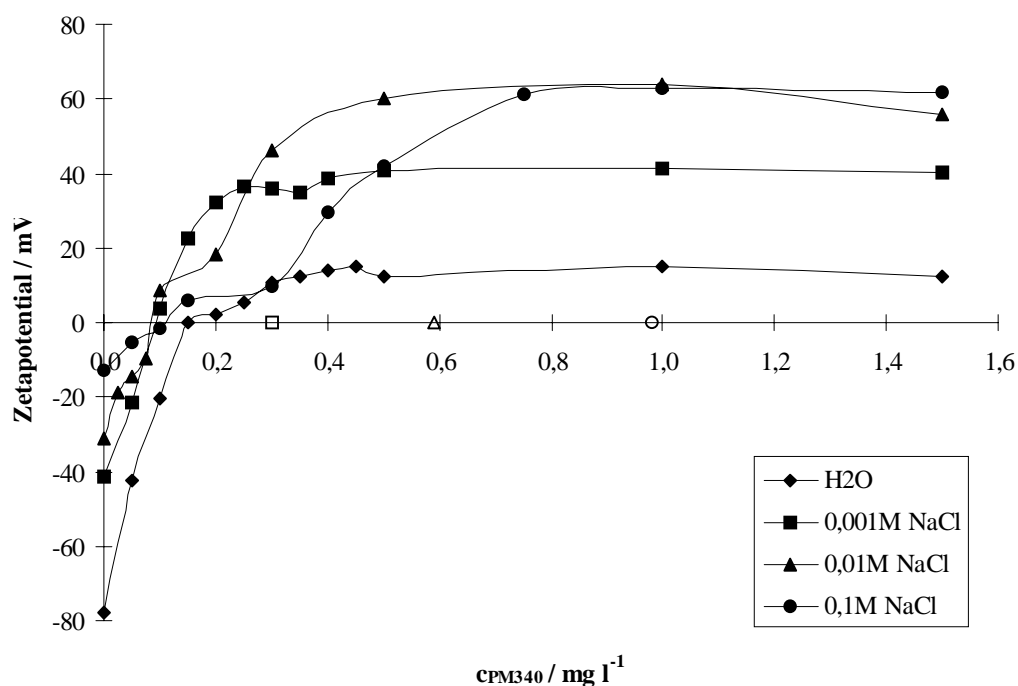 80
60
40
20
0
-20
-40
-60
-80
Zetapotential / mV
0,0 0,2 0,4 0,6 0,8 1,0 1,2 1,4 1,6
H2O
0,001M NaCl
0,01M NaCl
0,1M NaCl
cPM340 / mg l-1